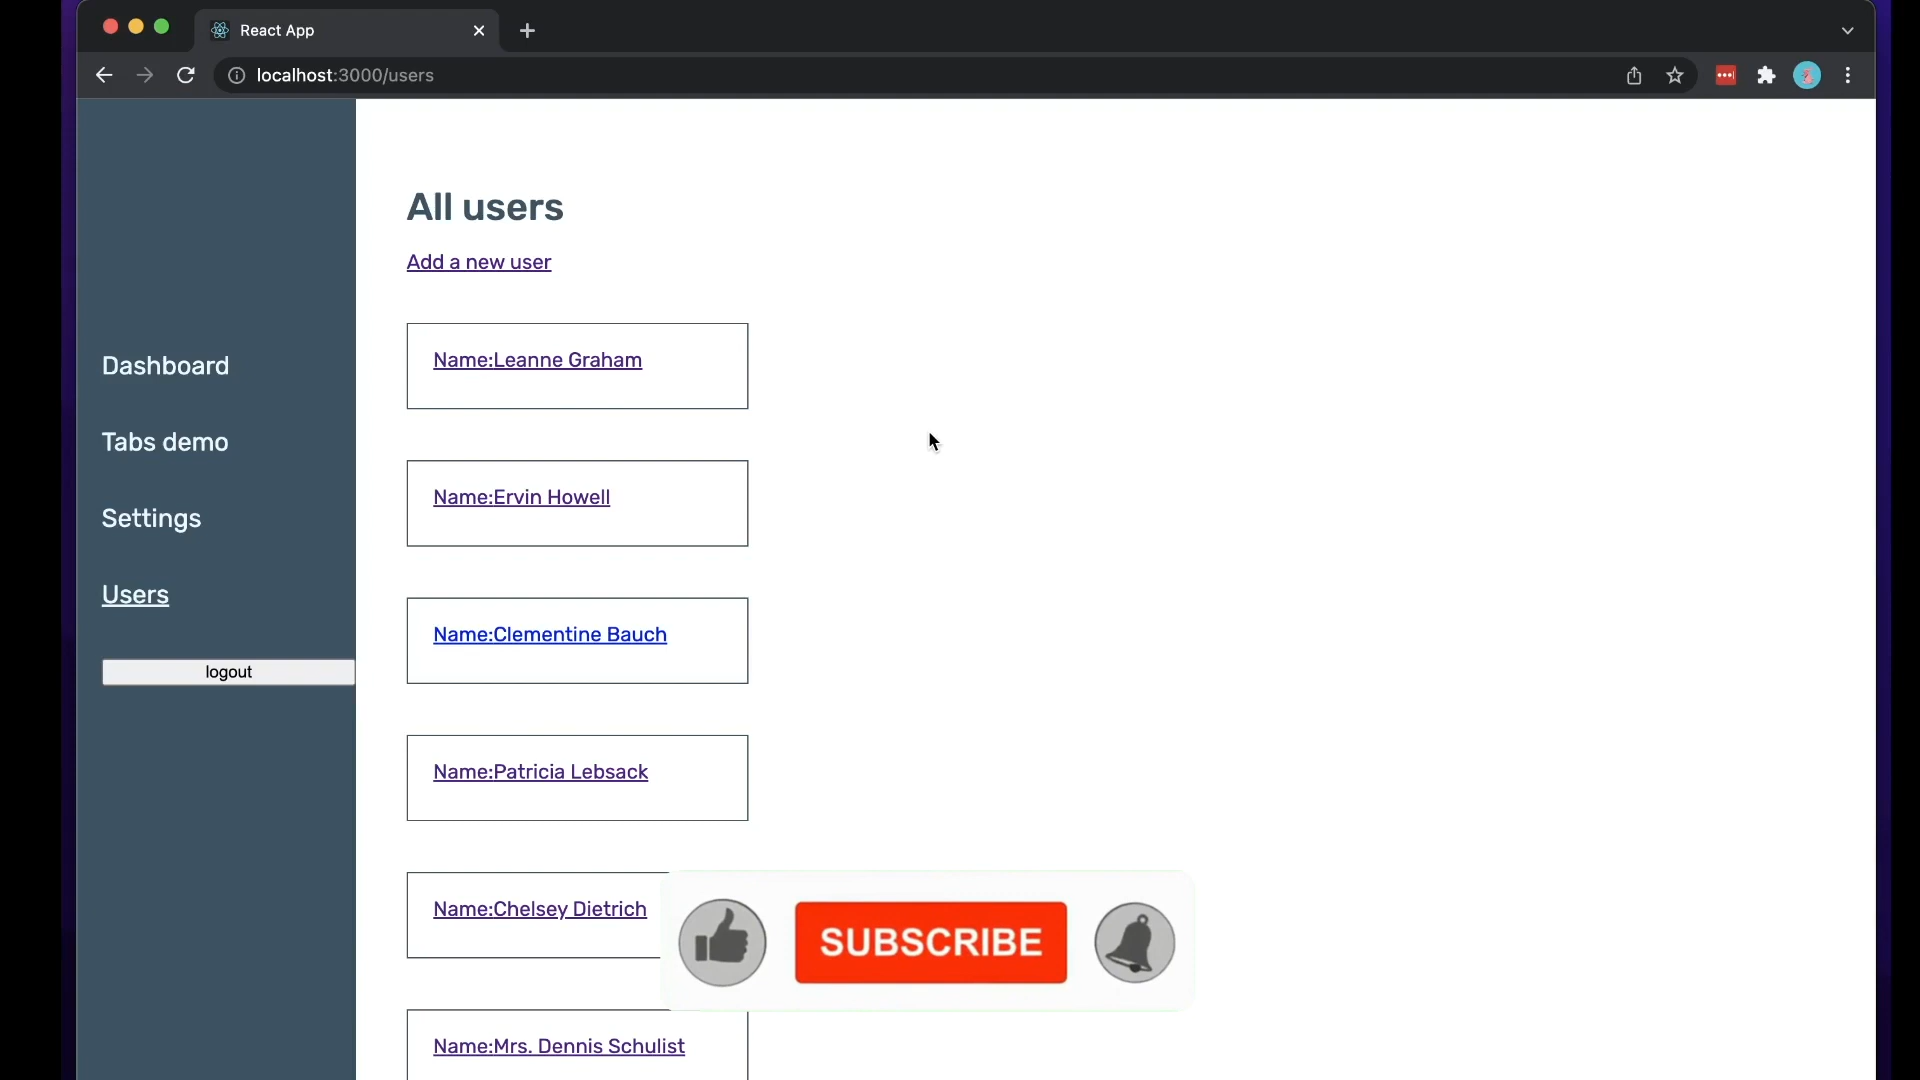 React App
localhost:3000/users
All users
Add a new user
Name:Leanne Graham
Dashboard
Tabs demo
Name:Ervin Howell
Settings
Users
Name:Clementine Bauch
logout
Name:Patricia Lebsack
Name:Chelsey Dietrich
SUBSCRIBE
Name:Mrs. Dennis Schulist